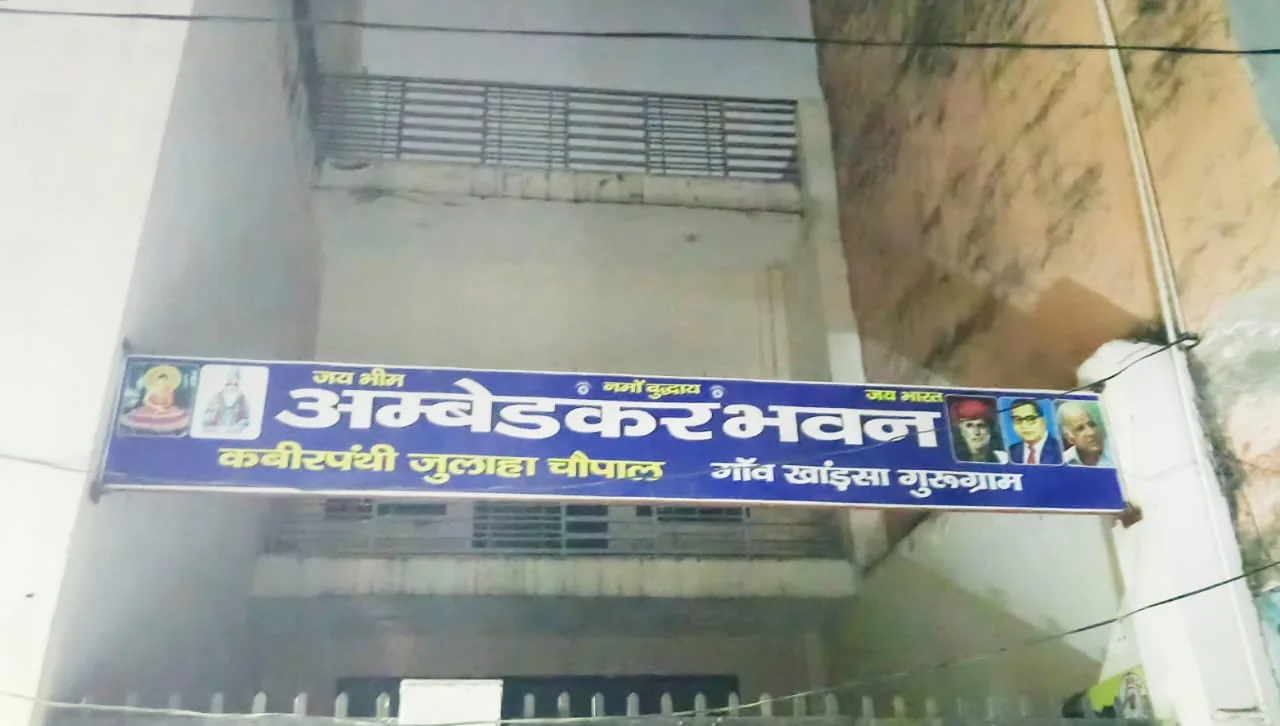 जय भीम नमों बुद्धाय जय भारत
अम्बेडकर भवन
कबीरपंथी जुलाहा चौपाल गॉव खांड़सा गुरूग्राम